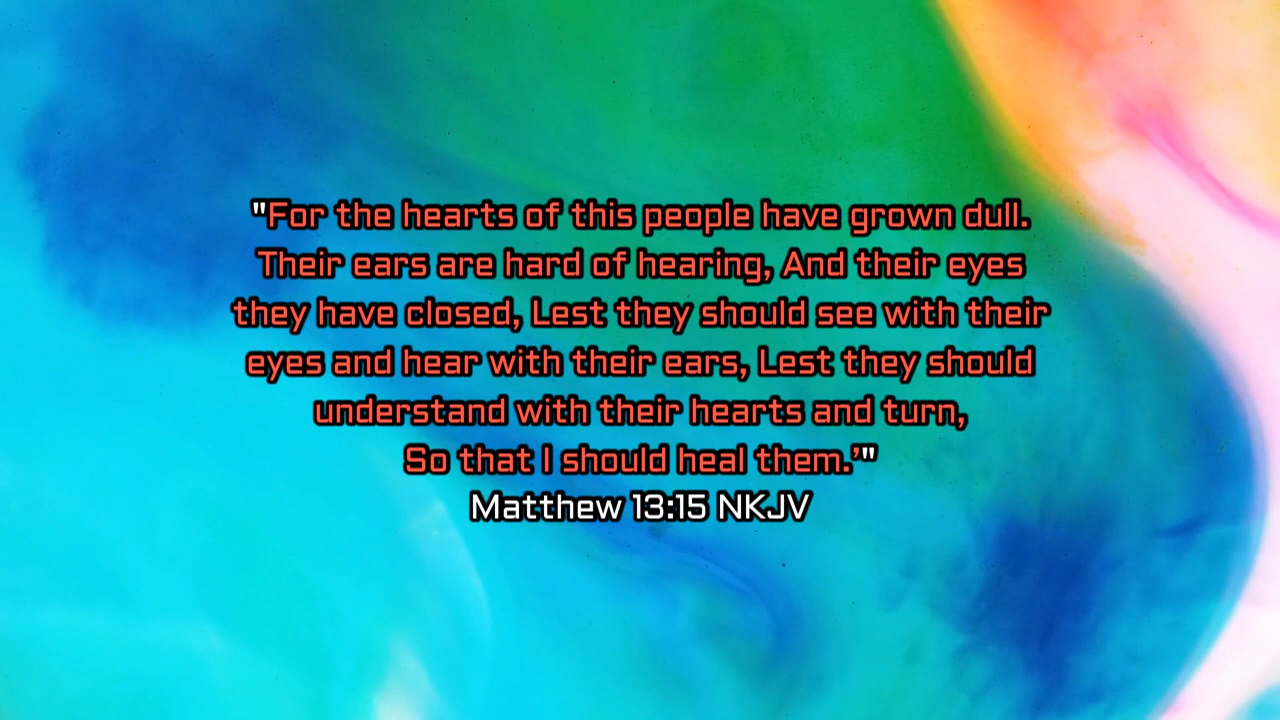 "For the hearts of this people have grown dull.
Their ears are hard of hearing, And their eyes
they have closed, Lest they should see with their
eyes and hear with their ears, Lest they should
understand with their hearts and turn,
So that I should heal them.’"
Matthew 13:15 NKJV